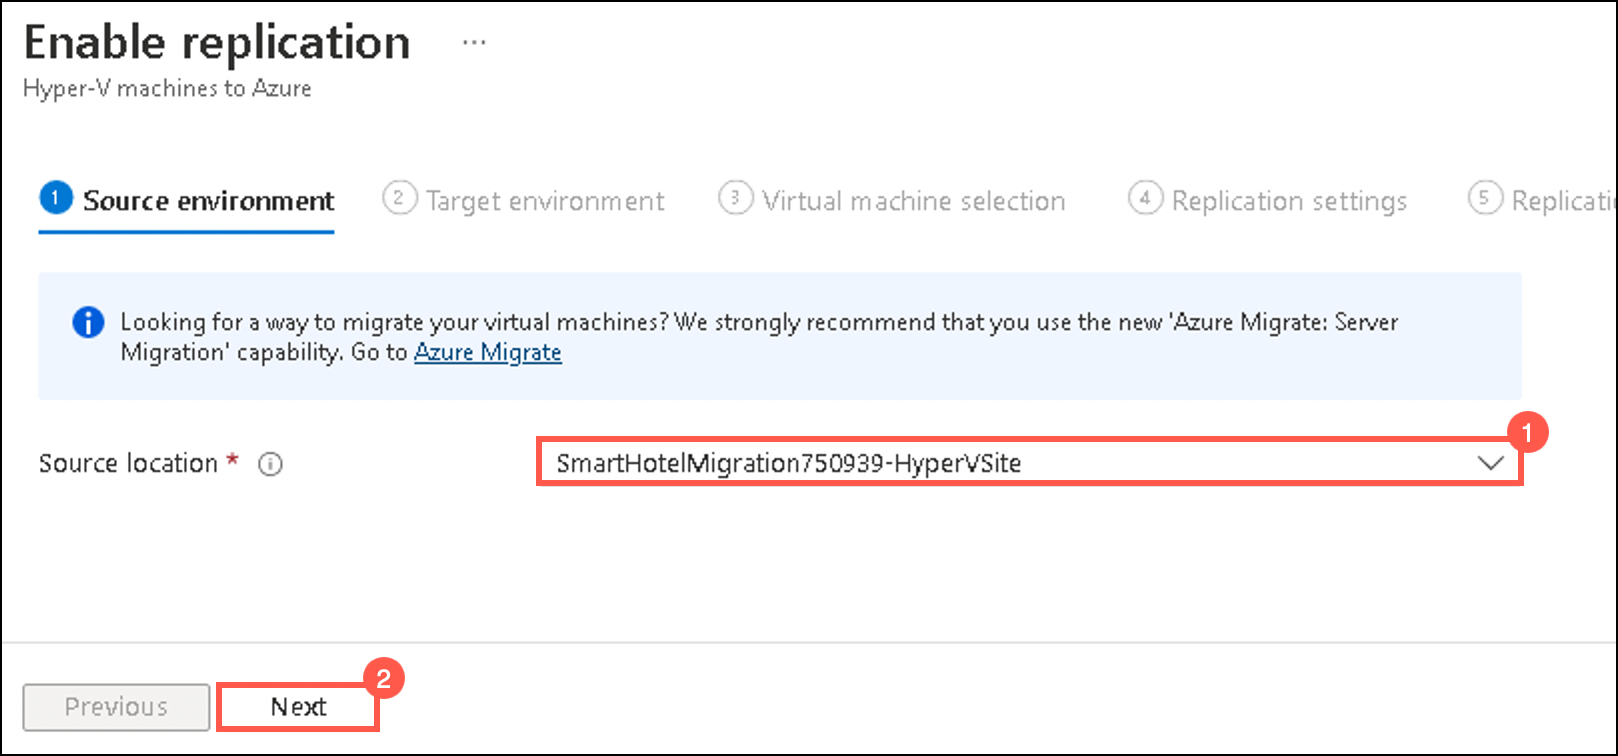 Enable replication ...
Hyper-V machines to Azure
1 Source environment 2 Target environment 3 Virtual machine selection 4 Replication settings 5 Replicati
Looking for a way to migrate your virtual machines? We strongly recommend that you use the new 'Azure Migrate: Server
Migration' capability. Go to Azure Migrate
1
Source location * SmartHotelMigration750939-HyperVSite
2
Previous Next